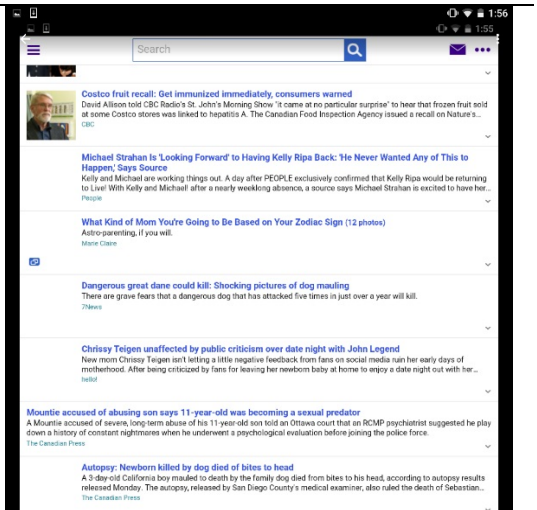 1:56
1:55
Search
Costco fruit recall: Get immunized immediately, consumers warned
David Allison told CBC Radio's St. John's Morning Show "it came at no particular surprise" to hear that frozen fruit sold
at some Costco stores was linked to hepatitis A. The Canadian Food Inspection Agency issued a recall on Nature's...
CBC
Michael Strahan Is 'Looking Forward' to Having Kelly Ripa Back: 'He Never Wanted Any of This to
Happen,' Says Source
Kelly and Michael are working things out. A day after PEOPLE exclusively confirmed that Kelly Ripa would be returning
to Live! With Kelly and Michael! after a nearly weeklong absence, a source says Michael Strahan is excited to have her...
People
What Kind of Mom You're Going to Be Based on Your Zodiac Sign (12 photos)
Astro-parenting, if you will.
Marie Claire
Dangerous great dane could kill: Shocking pictures of dog mauling
There are grave fears that a dangerous dog that has attacked five times in just over a year will kill.
7News
Chrissy Teigen unaffected by public criticism over date night with John Legend
New mom Chrissy Teigen isn't letting a little negative feedback from fans on social media ruin her early days of
motherhood. After being criticized by fans for leaving her newborn baby at home to enjoy a date night out with her...
hello!
Mountie accused of abusing son says 11-year-old was becoming a sexual predator
A Mountie accused of severe, long-term abuse of his 11-year-old son told an Ottawa court that an RCMP psychiatrist suggested he play
down a history of constant nightmares when he underwent a psychological evaluation before joining the police force.
The Canadian Press
Autopsy: Newborn killed by dog died of bites to head
A 3-day-old California boy mauled to death by the family dog died from bites to his head, according to autopsy results
released Monday. The autopsy, released by San Diego County's medical examiner, also ruled the death of Sebastian...
The Canadian Press